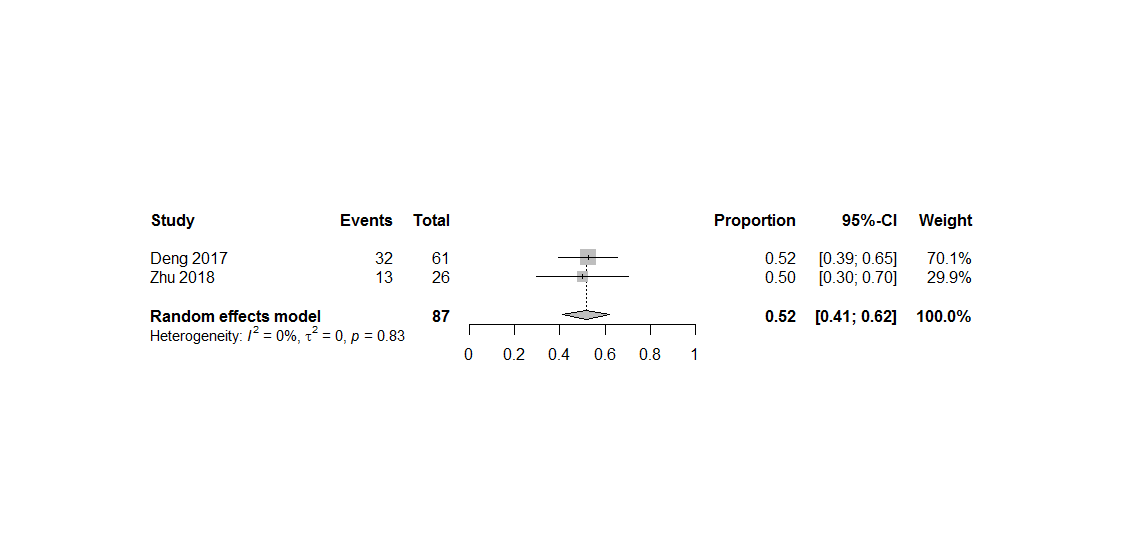 Study Events Total Proportion 95%-CI Weight
Deng 2017 32 61 0.52 [0.39; 0.65] 70.1%
Zhu 2018 13 26 0.50 [0.30; 0.70] 29.9%
Random effects model 87 0.52 [0.41; 0.62] 100.0%
Heterogeneity: I² = 0%, τ² = 0, p = 0.83
0 0.2 0.4 0.6 0.8 1